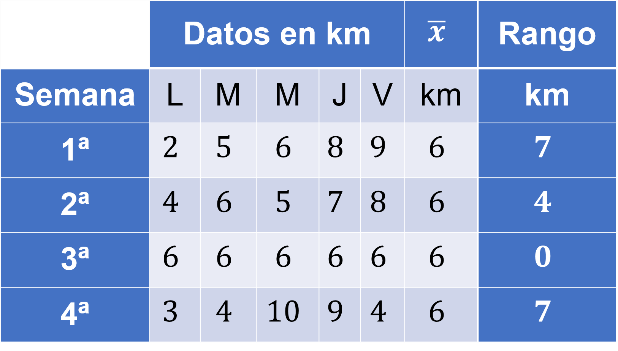 Datos en km x̅ Rango
Semana L M M J V km km
1ª 2 5 6 8 9 6 7
2ª 4 6 5 7 8 6 4
3ª 6 6 6 6 6 6 0
4ª 3 4 10 9 4 6 7